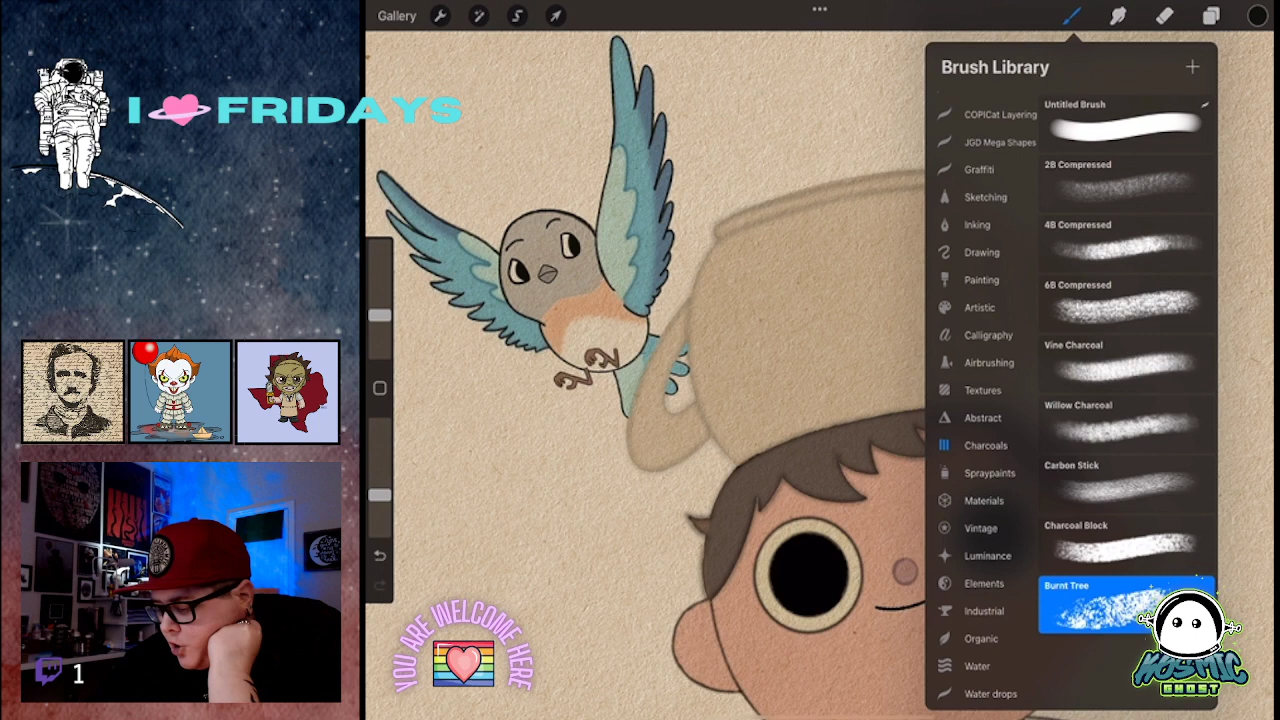 Gallery
I FRIDAYS
Brush Library
COPICat Layering
JGD Mega Shapes
Graffiti
Sketching
Inking
Drawing
Painting
Artistic
Calligraphy
Airbrushing
Textures
Abstract
Charcoals
Spraypaints
Materials
Vintage
Luminance
Elements
Industrial
Organic
Water
Water drops
Untitled Brush
2B Compressed
4B Compressed
6B Compressed
Vine Charcoal
Willow Charcoal
Carbon Stick
Charcoal Block
Burnt Tree
YOU ARE WELCOME HERE
1
KOSMIC
GHOST